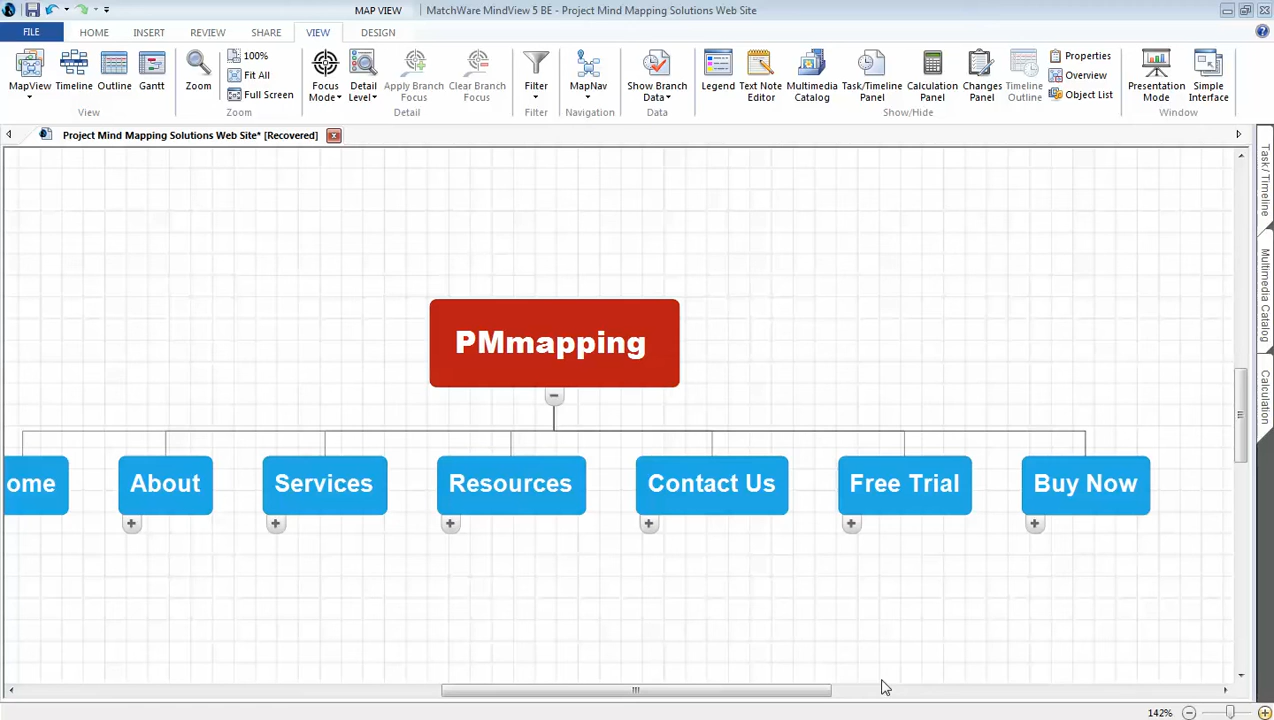 MAP VIEW
MatchWare MindView 5 BE - Project Mind Mapping Solutions Web Site
FILE
HOME
INSERT
REVIEW
SHARE
VIEW
DESIGN
MapView
Timeline
Outline
Gantt
View
Zoom
100%
Fit All
Full Screen
Zoom
Focus Mode
Detail Level
Apply Branch Focus
Clear Branch Focus
Detail
Filter
Filter
MapNav
Navigation
Show Branch Data
Data
Legend
Text Note Editor
Multimedia Catalog
Task/Timeline Panel
Calculation Panel
Changes Panel
Timeline Outline
Properties
Overview
Object List
Show/Hide
Presentation Mode
Simple Interface
Window
Project Mind Mapping Solutions Web Site* [Recovered]
PMmapping
ome
About
Services
Resources
Contact Us
Free Trial
Buy Now
Task/ Timeline
Multimedia Catalog
Calculation
142%